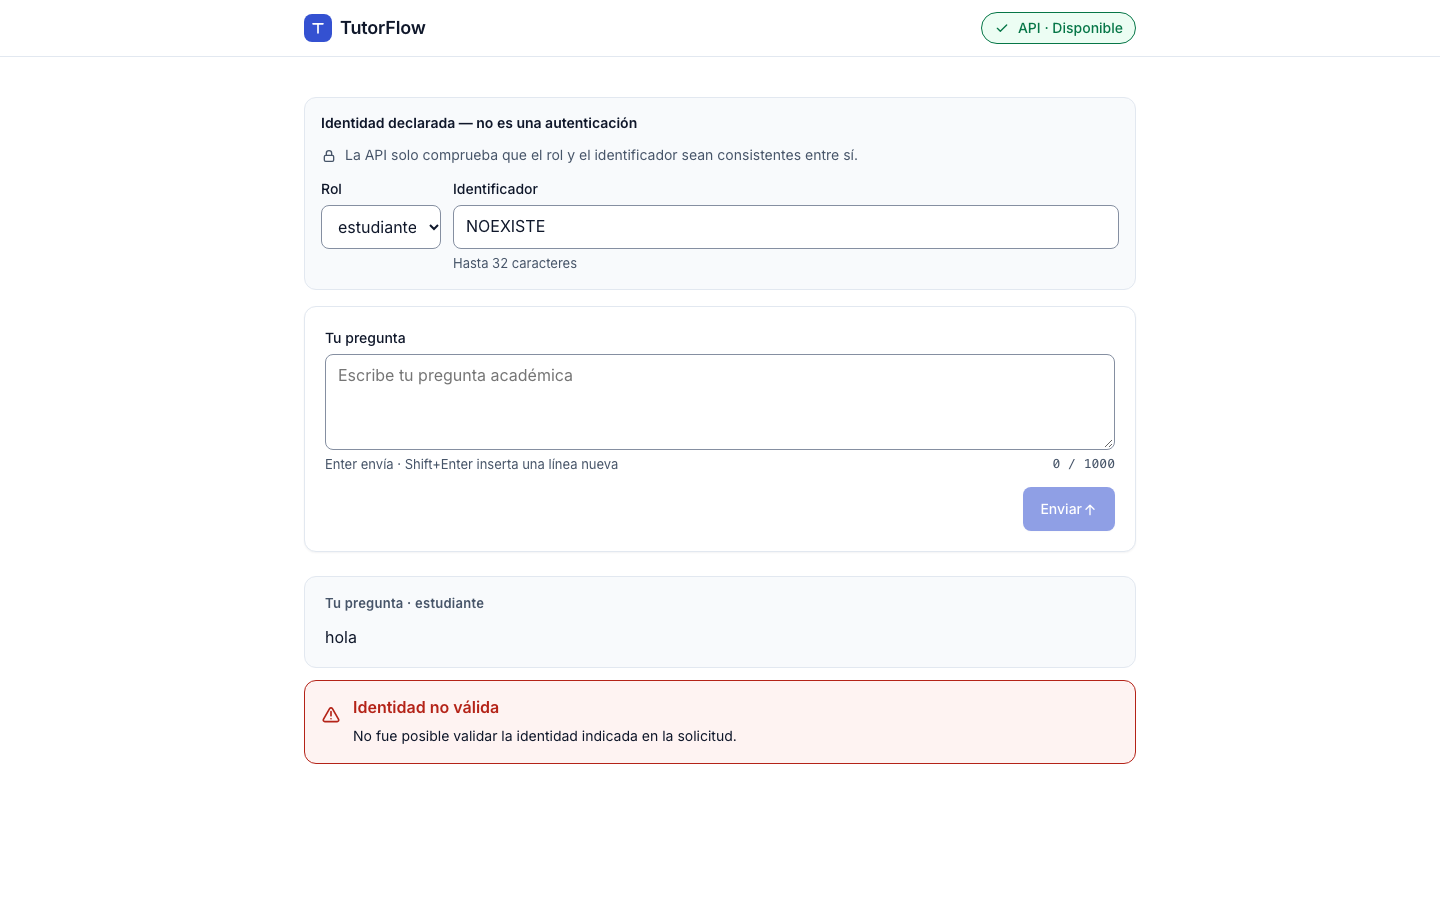 T TutorFlow
API · Disponible
Identidad declarada — no es una autenticación
La API solo comprueba que el rol y el identificador sean consistentes entre sí.
Rol
Identificador
estudiante
NOEXISTE
Hasta 32 caracteres
Tu pregunta
Escribe tu pregunta académica
Enter envía · Shift+Enter inserta una línea nueva
0 / 1000
Enviar ↑
Tu pregunta · estudiante
hola
Identidad no válida
No fue posible validar la identidad indicada en la solicitud.